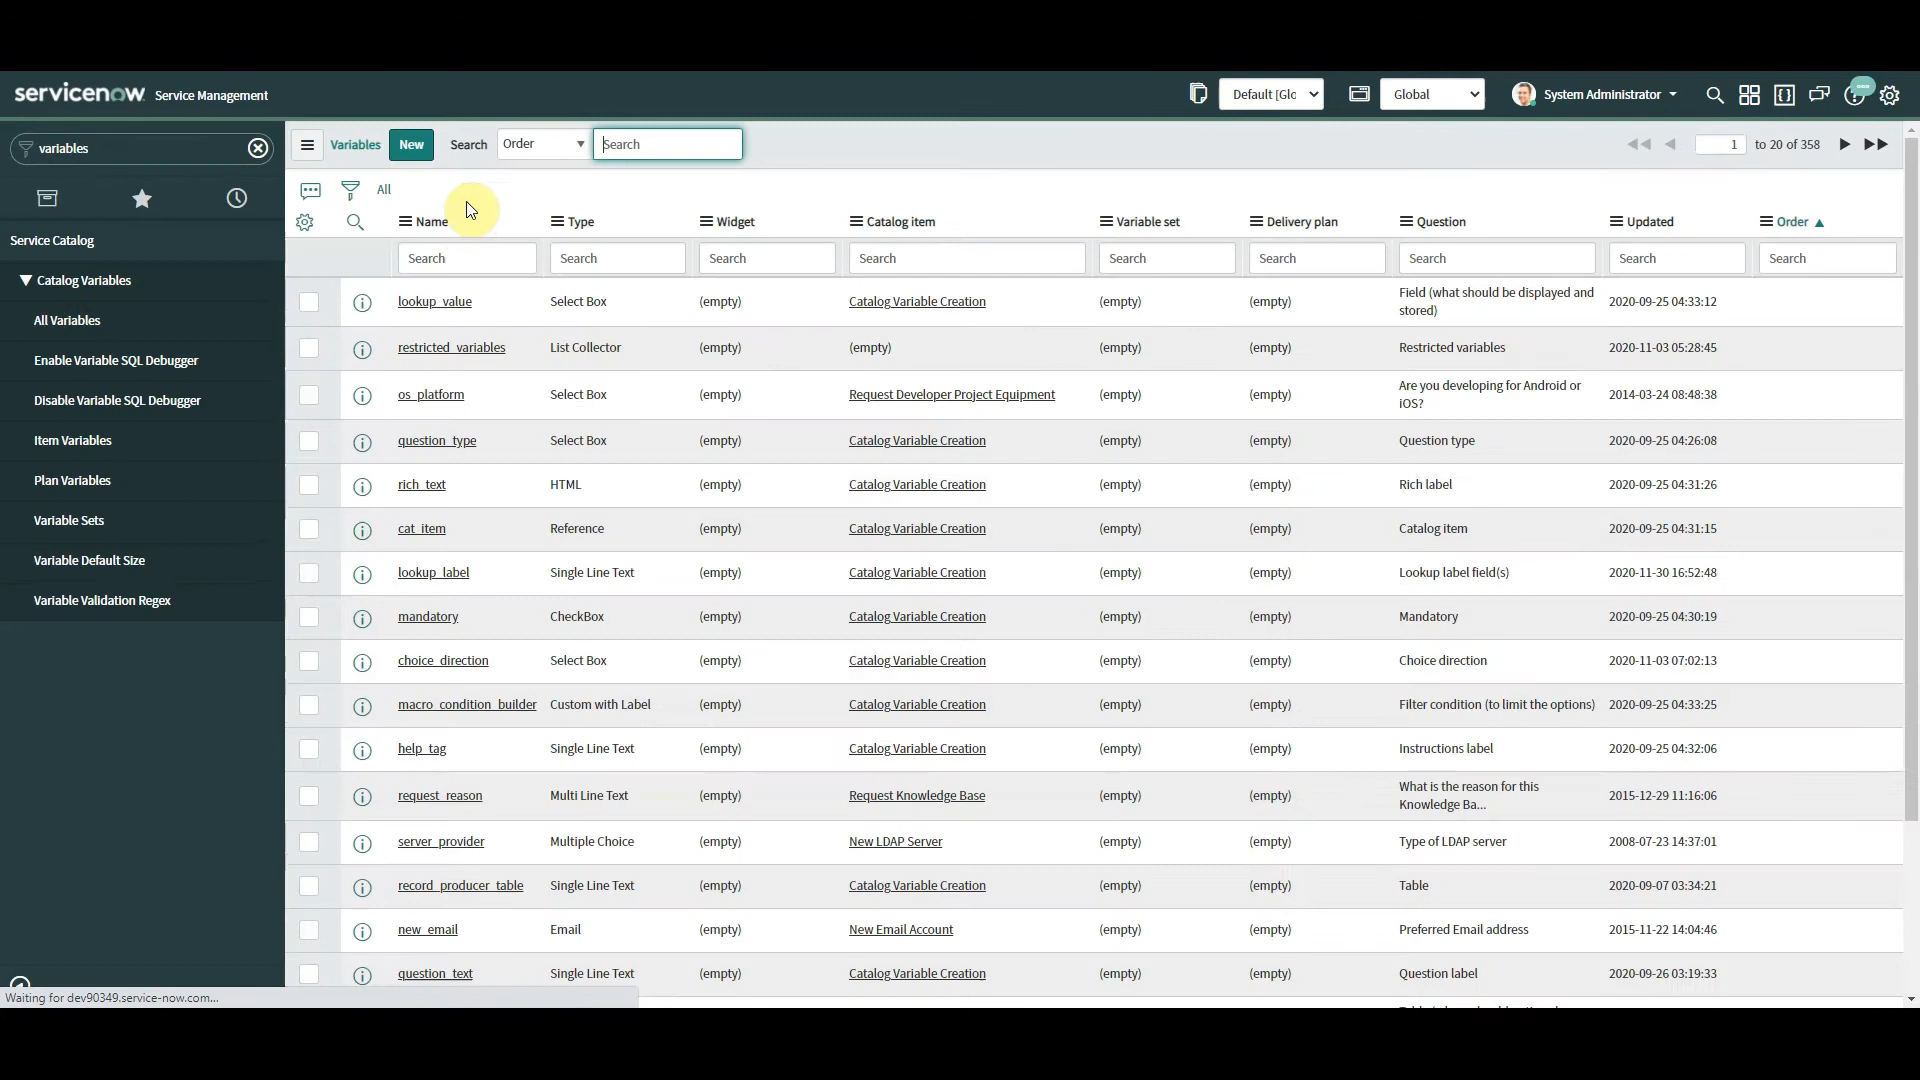 servicenow Service Management
Default [Glo
Global
System Administrator
variables
Variables
New
Search
Order
Search
1 to 20 of 358
All
Name Type Widget Catalog item Variable set Delivery plan Question Updated Order
Search Search Search Search Search Search Search Search Search
Service Catalog
Catalog Variables
All Variables
Enable Variable SQL Debugger
Disable Variable SQL Debugger
Item Variables
Plan Variables
Variable Sets
Variable Default Size
Variable Validation Regex
lookup_value Select Box (empty) Catalog Variable Creation (empty) (empty) Field (what should be displayed and 2020-09-25 04:33:12
stored)
restricted_variables List Collector (empty) (empty) (empty) (empty) Restricted variables 2020-11-03 05:28:45
os_platform Select Box (empty) Request Developer Project Equipment (empty) (empty) Are you developing for Android or 2014-03-24 08:48:38
iOS?
question_type Select Box (empty) Catalog Variable Creation (empty) (empty) Question type 2020-09-25 04:26:08
rich_text HTML (empty) Catalog Variable Creation (empty) (empty) Rich label 2020-09-25 04:31:26
cat_item Reference (empty) Catalog Variable Creation (empty) (empty) Catalog item 2020-09-25 04:31:15
lookup_label Single Line Text (empty) Catalog Variable Creation (empty) (empty) Lookup label field(s) 2020-11-30 16:52:48
mandatory CheckBox (empty) Catalog Variable Creation (empty) (empty) Mandatory 2020-09-25 04:30:19
choice_direction Select Box (empty) Catalog Variable Creation (empty) (empty) Choice direction 2020-11-03 07:02:13
macro_condition_builder Custom with Label (empty) Catalog Variable Creation (empty) (empty) Filter condition (to limit the options) 2020-09-25 04:33:25
help_tag Single Line Text (empty) Catalog Variable Creation (empty) (empty) Instructions label 2020-09-25 04:32:06
request_reason Multi Line Text (empty) Request Knowledge Base (empty) (empty) What is the reason for this 2015-12-29 11:16:06
Knowledge Ba...
server_provider Multiple Choice (empty) New LDAP Server (empty) (empty) Type of LDAP server 2008-07-23 14:37:01
record_producer_table Single Line Text (empty) Catalog Variable Creation (empty) (empty) Table 2020-09-07 03:34:21
new_email Email (empty) New Email Account (empty) (empty) Preferred Email address 2015-11-22 14:04:46
question_text Single Line Text (empty) Catalog Variable Creation (empty) (empty) Question label 2020-09-26 03:19:33
Waiting for dev90349.service-now.com...